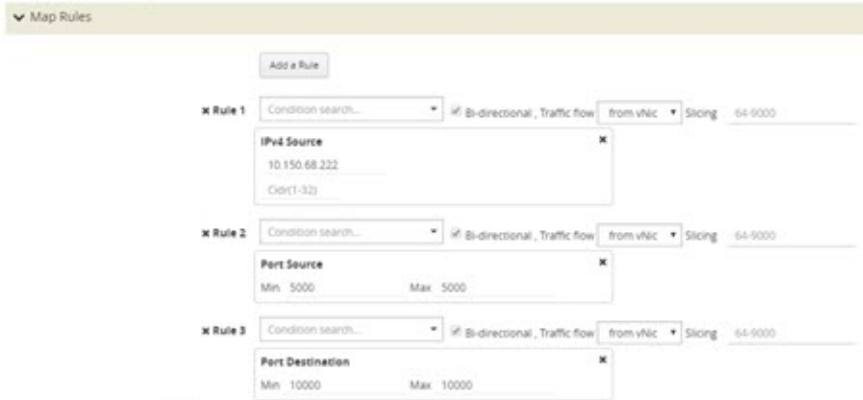 Map Rules
Add a Rule
× Rule 1 Condition search... Bi-directional , Traffic flow from vNic Slicing 64-9000
IPv4 Source ×
10.150.68.222
Cidr(1-32)
× Rule 2 Condition search... Bi-directional , Traffic flow from vNic Slicing 64-9000
Port Source ×
Min 5000 Max 5000
× Rule 3 Condition search... Bi-directional , Traffic flow from vNic Slicing 64-9000
Port Destination ×
Min 10000 Max 10000